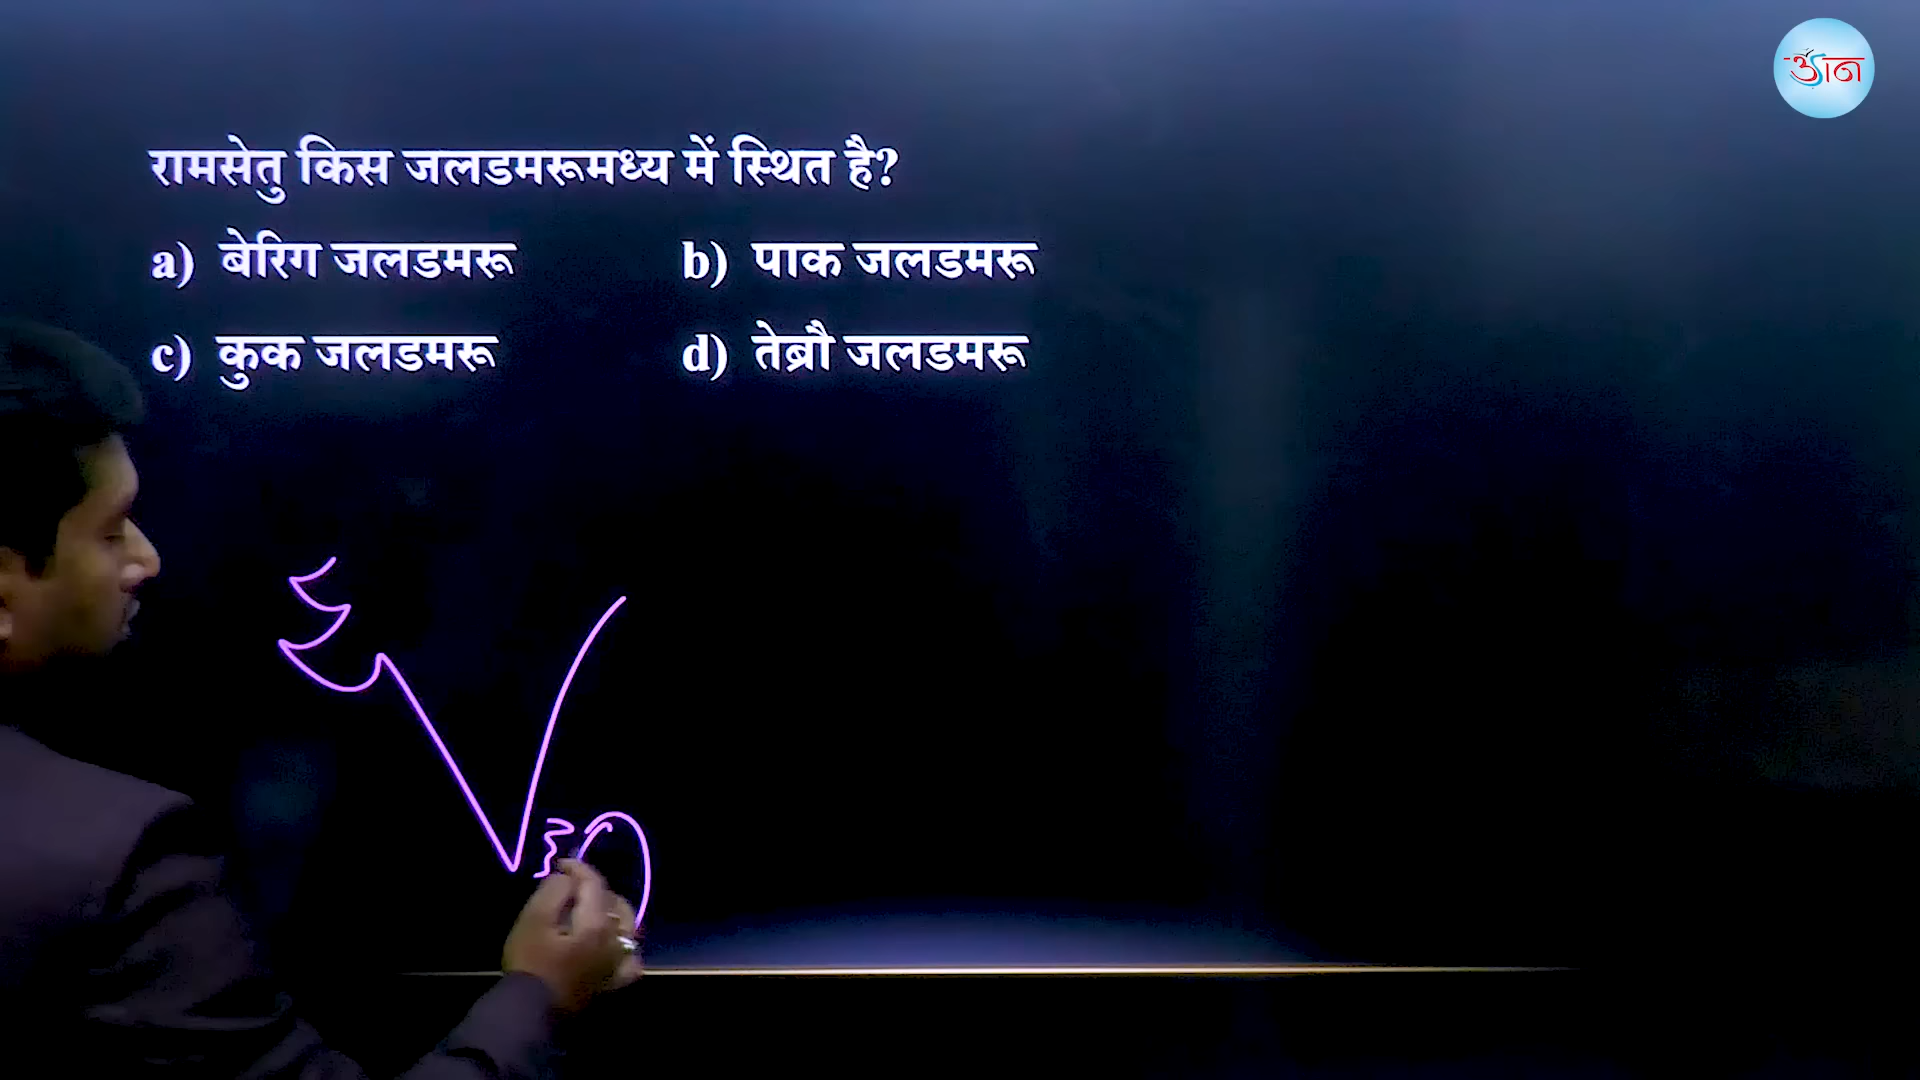 ज्ञान
रामसेतु किस जलडमरूमध्य में स्थित है?
a) बेरिग जलडमरू b) पाक जलडमरू
c) कुक जलडमरू d) तेब्रौ जलडमरू